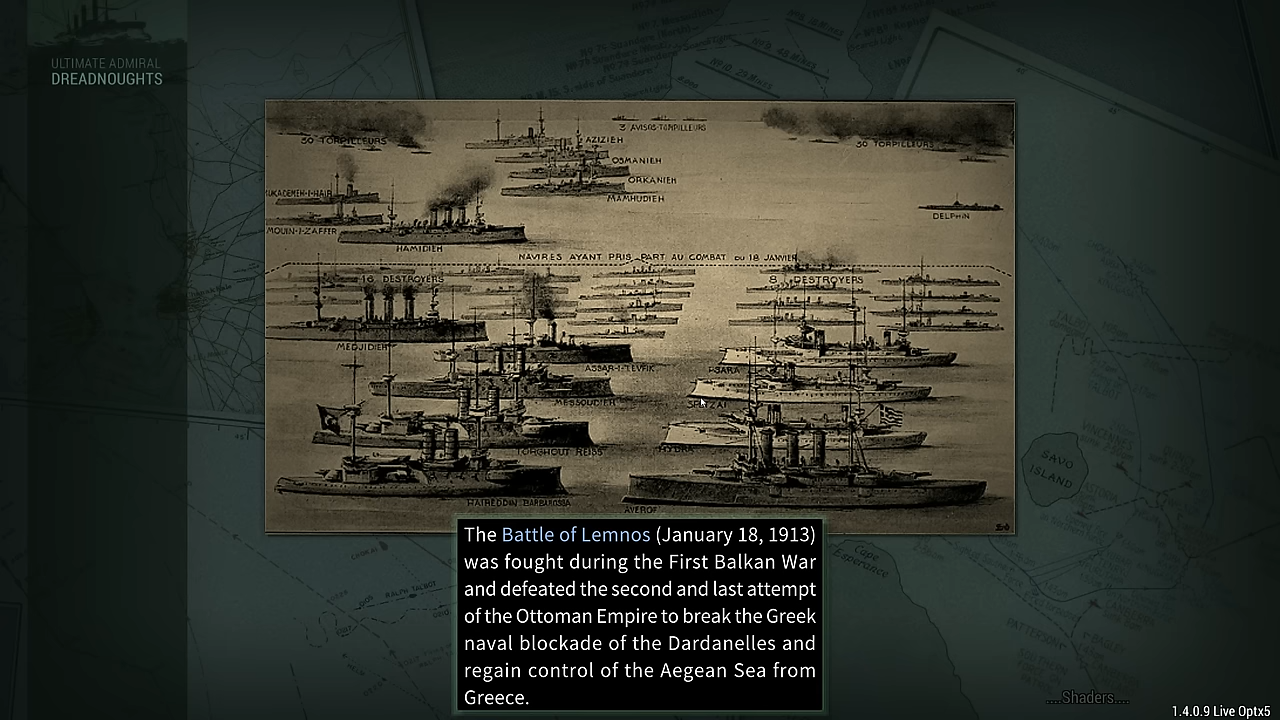 ULTIMATE ADMIRAL
DREADNOUGHTS
30 TORPILLEURS
3 AVISOS-TORPILLEURS
30 TORPILLEURS
AZIZIEH
OSMANIEH
ORKANIEH
MAMHUDIEH
MOUIN-I-ZAFFER
HAMIDIEH
DELPHIN
NAVIRES AYANT PRIS PART AU COMBAT DU 18 JANVIER
16 DESTROYERS
8 DESTROYERS
MEDJIDIEH
ASSAR-I-TEVFIK
PSARA
MESSOUDIEH
SPETZAI
TORGHOUT REISS
HYDRA
HAIREDDIN BARBAROSSA
AVEROF
SAVO
ISLAND
Cape
Esperance
The Battle of Lemnos (January 18, 1913)
was fought during the First Balkan War
and defeated the second and last attempt
of the Ottoman Empire to break the Greek
naval blockade of the Dardanelles and
regain control of the Aegean Sea from
Greece.
....Shaders....
1.4.0.9 Live Optx5